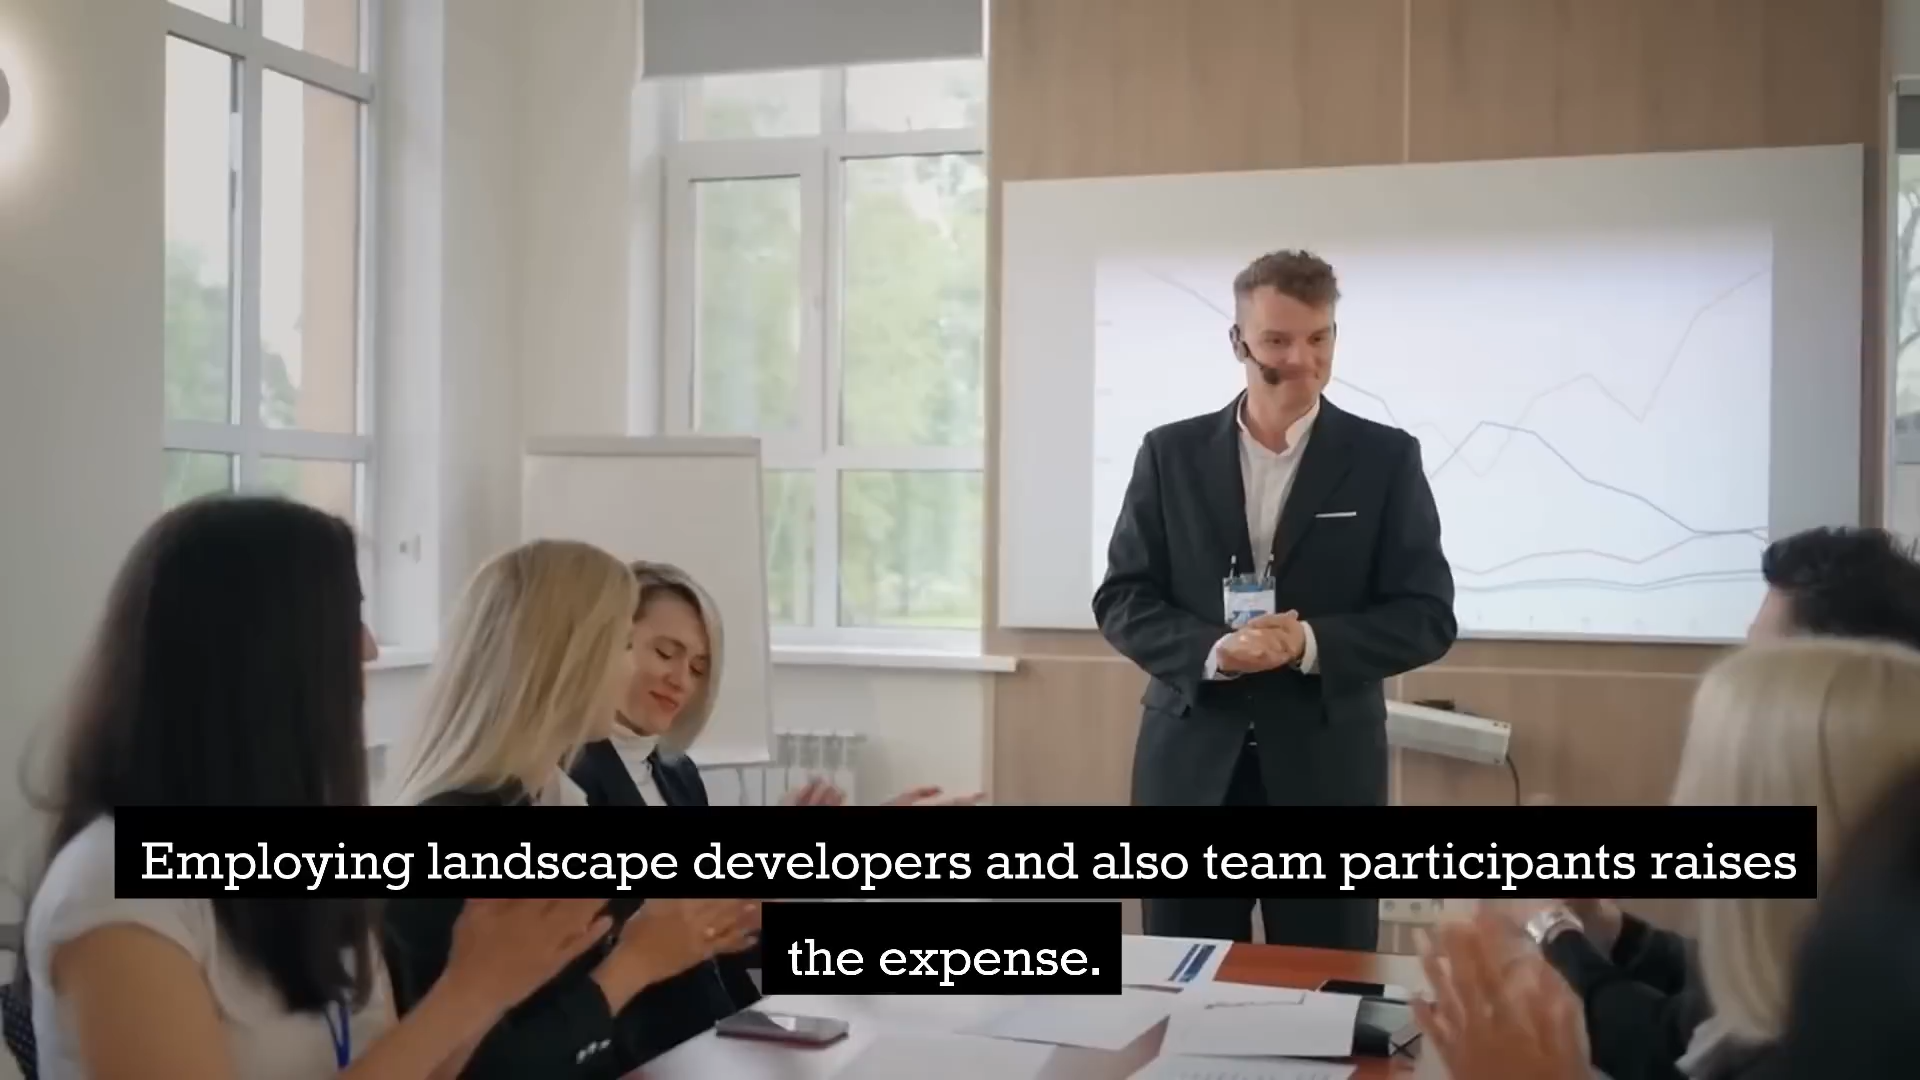 Employing landscape developers and also team participants raises
the expense.